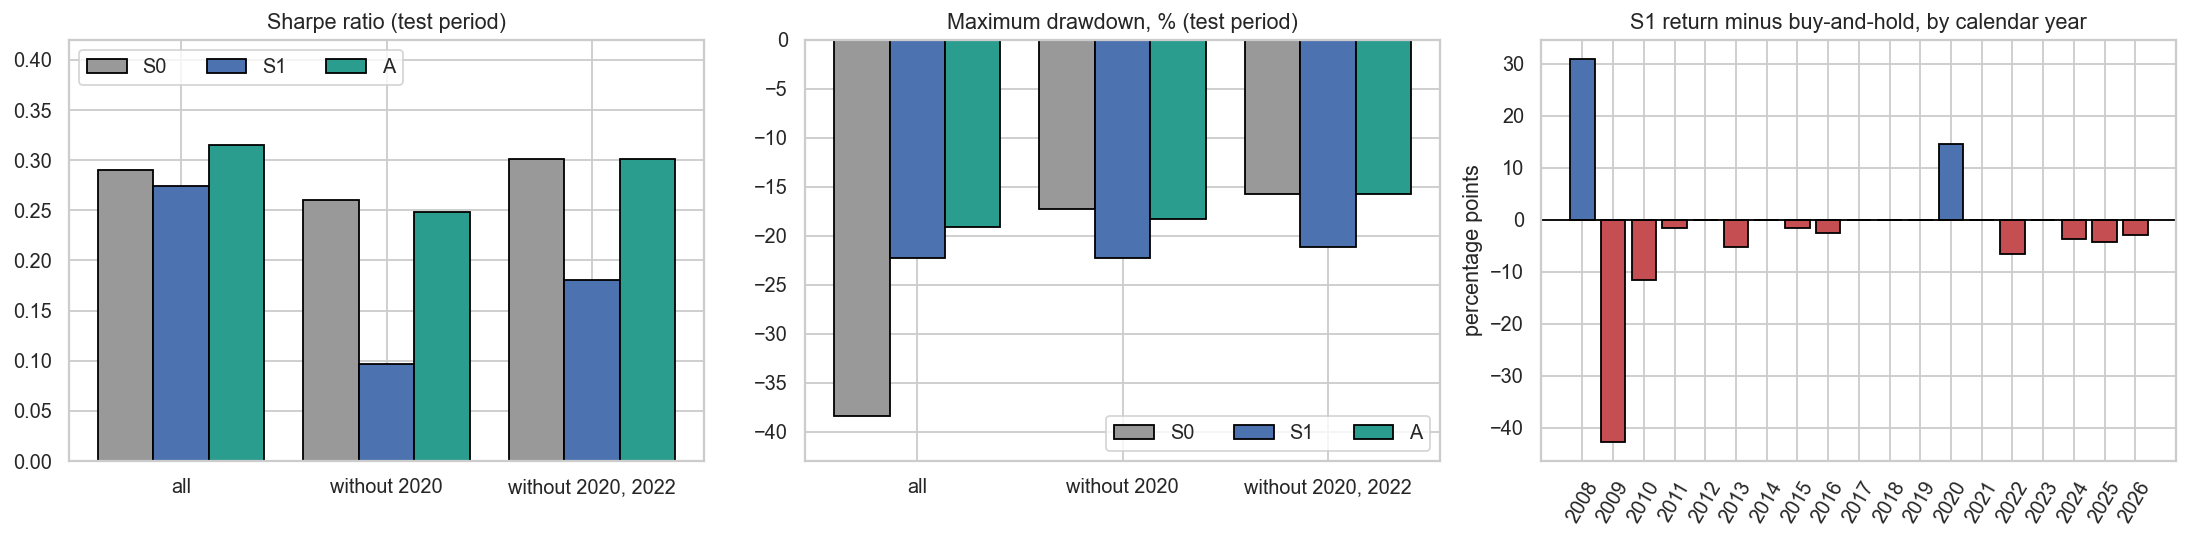 Sharpe ratio (test period)
0.40
0.35
0.30
0.25
0.20
0.15
0.10
0.05
0.00
S0 S1 A
all without 2020 without 2020, 2022
Maximum drawdown, % (test period)
0
−5
−10
−15
−20
−25
−30
−35
−40
S0 S1 A
all without 2020 without 2020, 2022
S1 return minus buy-and-hold, by calendar year
percentage points
30
20
10
0
−10
−20
−30
−40
2008 2009 2010 2011 2012 2013 2014 2015 2016 2017 2018 2019 2020 2021 2022 2023 2024 2025 2026